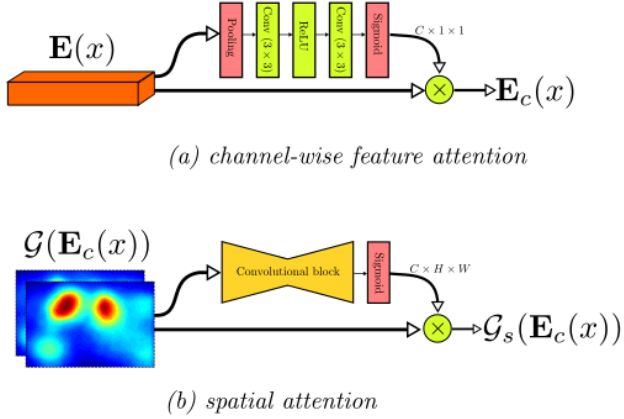 E(x)
Pooling
Conv (3 × 3)
ReLU
Conv (3 × 3)
Sigmoid
C × 1 × 1
×
E_c(x)
(a) channel-wise feature attention
𝒢(E_c(x))
Convolutional block
Sigmoid
C × H × W
×
𝒢_s(E_c(x))
(b) spatial attention